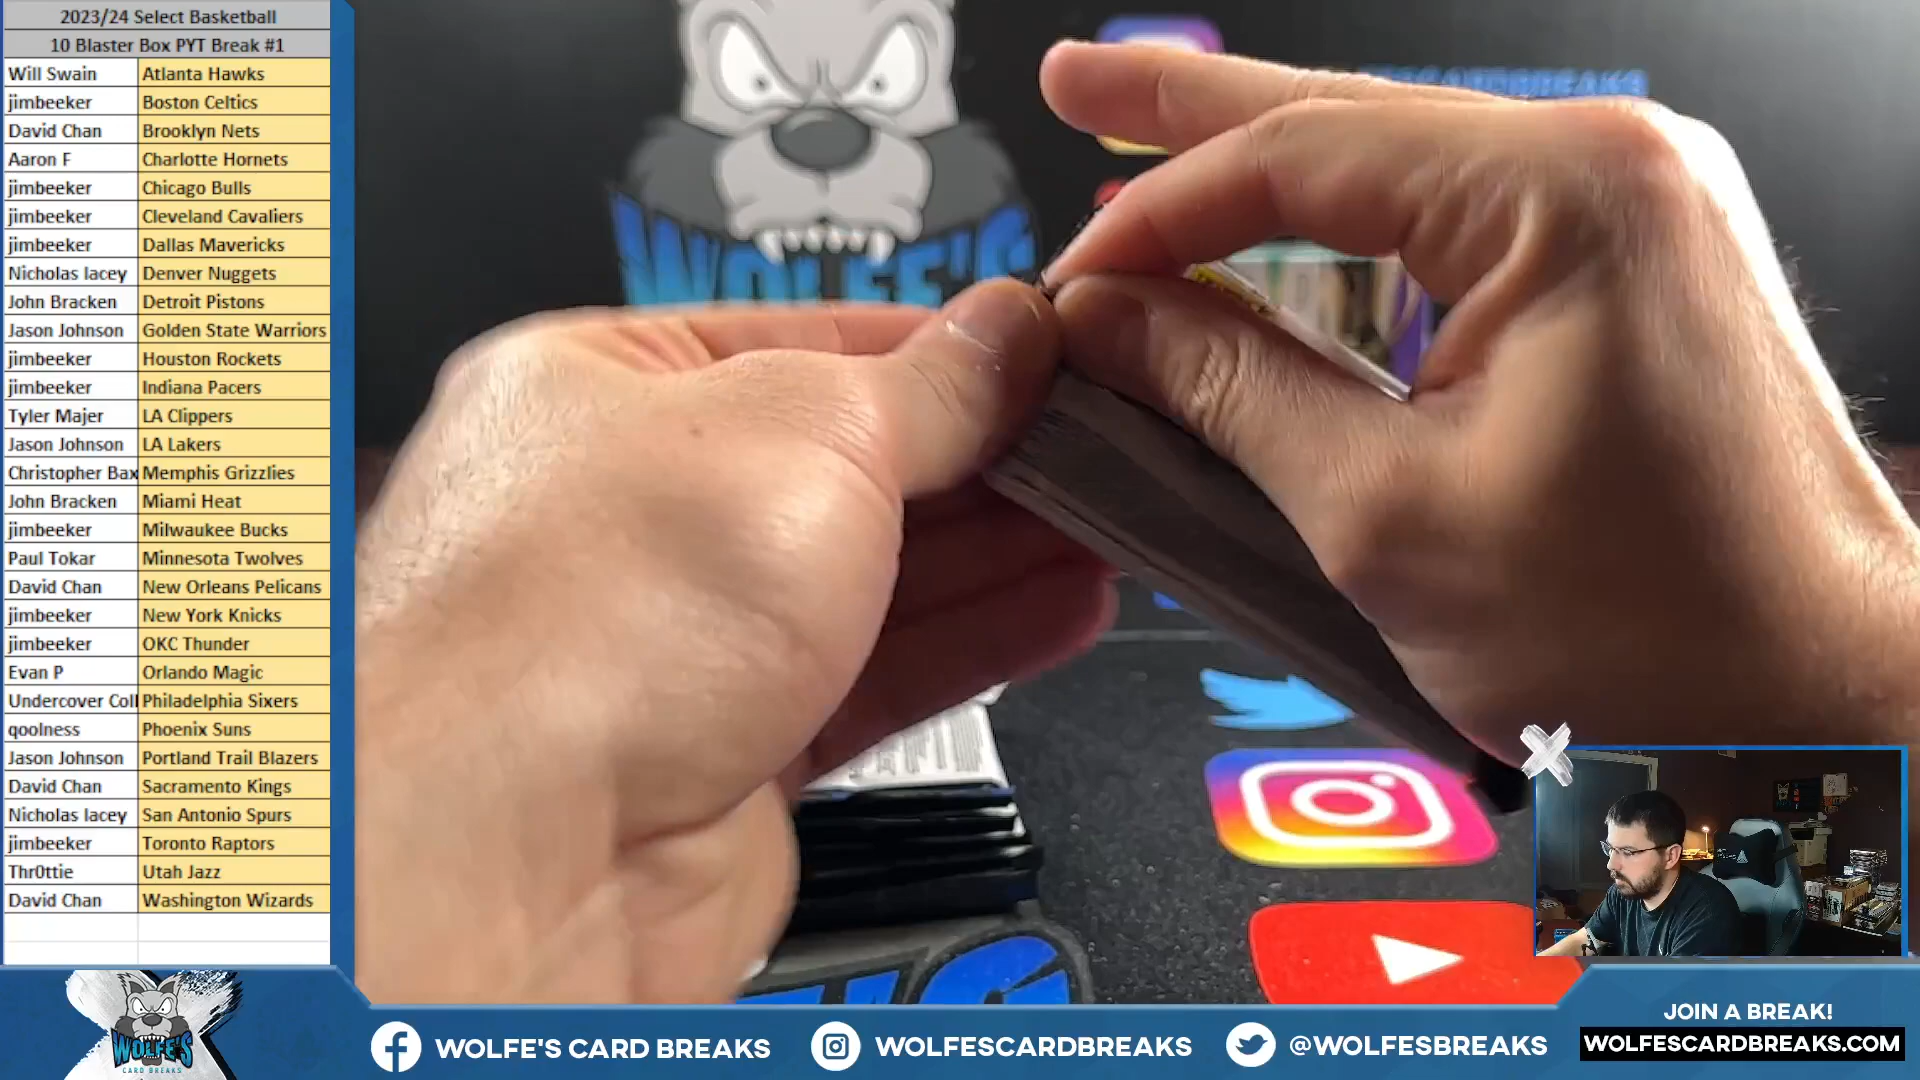 2023/24 Select Basketball
10 Blaster Box PYT Break #1
Will Swain Atlanta Hawks
jimbeeker Boston Celtics
David Chan Brooklyn Nets
Aaron F Charlotte Hornets
jimbeeker Chicago Bulls
jimbeeker Cleveland Cavaliers
jimbeeker Dallas Mavericks
Nicholas lacey Denver Nuggets
John Bracken Detroit Pistons
Jason Johnson Golden State Warriors
jimbeeker Houston Rockets
jimbeeker Indiana Pacers
Tyler Majer LA Clippers
Jason Johnson LA Lakers
Christopher Bax Memphis Grizzlies
John Bracken Miami Heat
jimbeeker Milwaukee Bucks
Paul Tokar Minnesota Twolves
David Chan New Orleans Pelicans
jimbeeker New York Knicks
jimbeeker OKC Thunder
Evan P Orlando Magic
Undercover Coll Philadelphia Sixers
qoolness Phoenix Suns
Jason Johnson Portland Trail Blazers
David Chan Sacramento Kings
Nicholas lacey San Antonio Spurs
jimbeeker Toronto Raptors
Thr0ttie Utah Jazz
David Chan Washington Wizards
WOLFE'S
WOLFE'S
CARD BREAKS
WOLFE'S CARD BREAKS
WOLFESCARDBREAKS
@WOLFESBREAKS
JOIN A BREAK!
WOLFESCARDBREAKS.COM